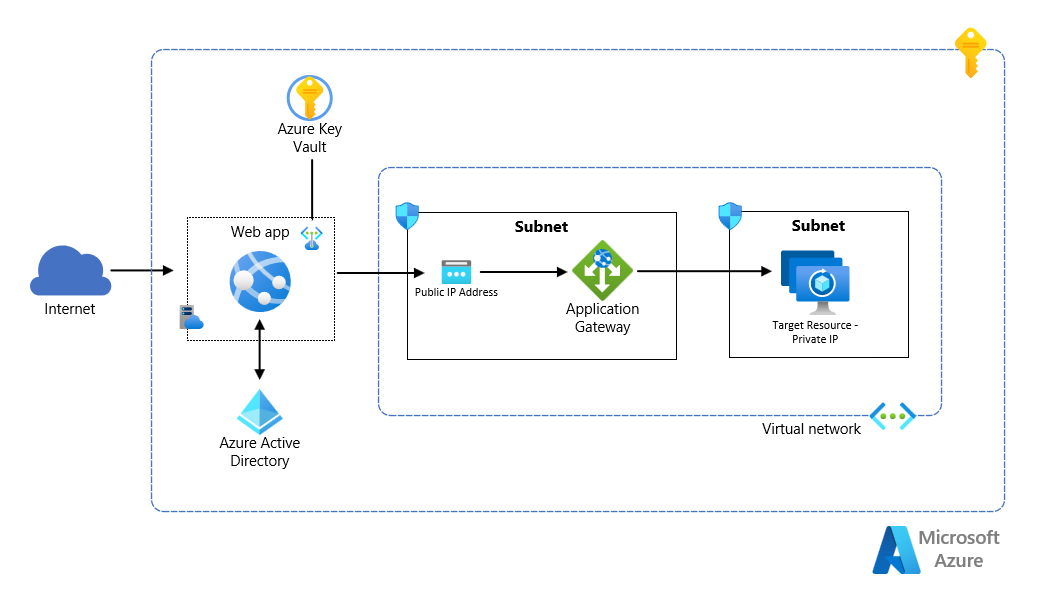 Azure Key
Vault
Web app
Subnet
Subnet
Internet
Public IP Address
Application
Gateway
Target Resource -
Private IP
Azure Active
Directory
Virtual network
Microsoft
Azure